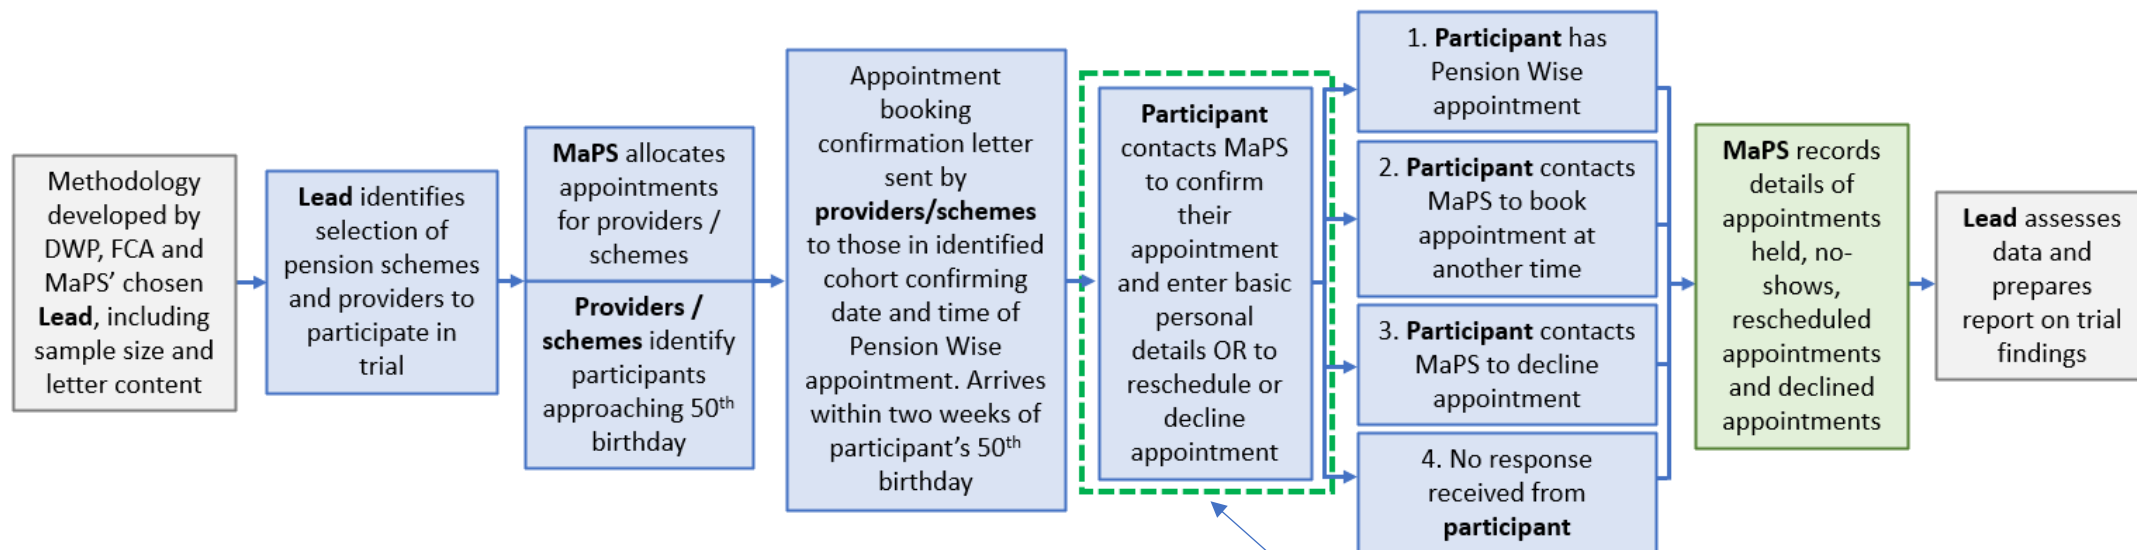 Methodology
developed by
DWP, FCA and
MaPS’ chosen
Lead, including
sample size and
letter content
Lead identifies
selection of
pension schemes
and providers to
participate in
trial
MaPS allocates
appointments
for providers /
schemes
Providers /
schemes identify
participants
approaching 50th
birthday
Appointment
booking
confirmation letter
sent by
providers/schemes
to those in identified
cohort confirming
date and time of
Pension Wise
appointment. Arrives
within two weeks of
participant’s 50th
birthday
Participant
contacts MaPS
to confirm
their
appointment
and enter basic
personal
details OR to
reschedule or
decline
appointment
1. Participant has
Pension Wise
appointment
2. Participant contacts
MaPS to book
appointment at
another time
3. Participant contacts
MaPS to decline
appointment
4. No response
received from
participant
MaPS records
details of
appointments
held, no-
shows,
rescheduled
appointments
and declined
appointments
Lead assesses
data and
prepares
report on trial
findings